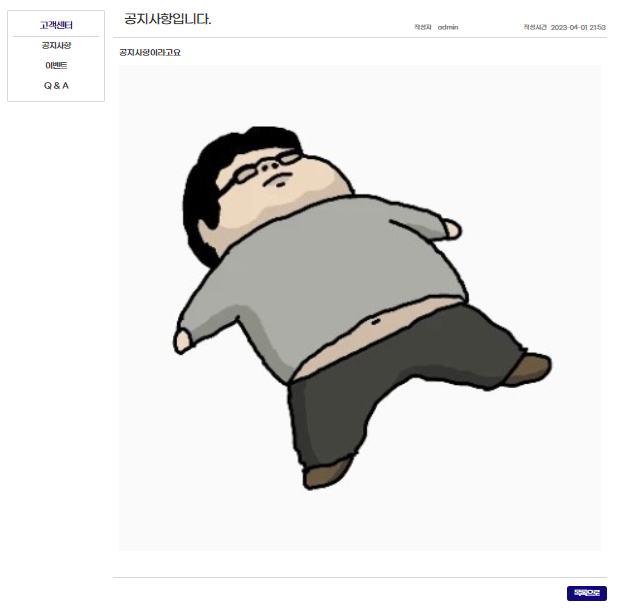 고객센터
공지사항
이벤트
Q & A
공지사항입니다.
작성자 admin
작성시간 2023-04-01 21:53
공지사항이라고요
목록으로